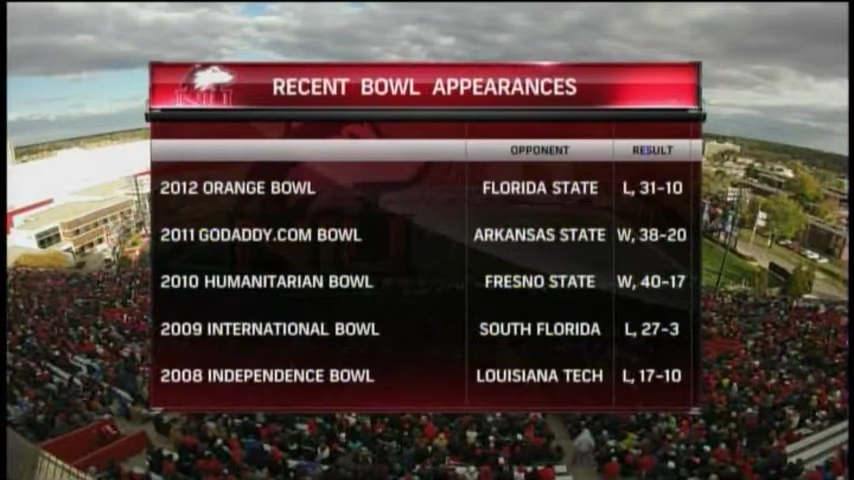 NIU
RECENT BOWL APPEARANCES
OPPONENT RESULT
2012 ORANGE BOWL FLORIDA STATE L, 31-10
2011 GODADDY.COM BOWL ARKANSAS STATE W, 38-20
2010 HUMANITARIAN BOWL FRESNO STATE W, 40-17
2009 INTERNATIONAL BOWL SOUTH FLORIDA L, 27-3
2008 INDEPENDENCE BOWL LOUISIANA TECH L, 17-10